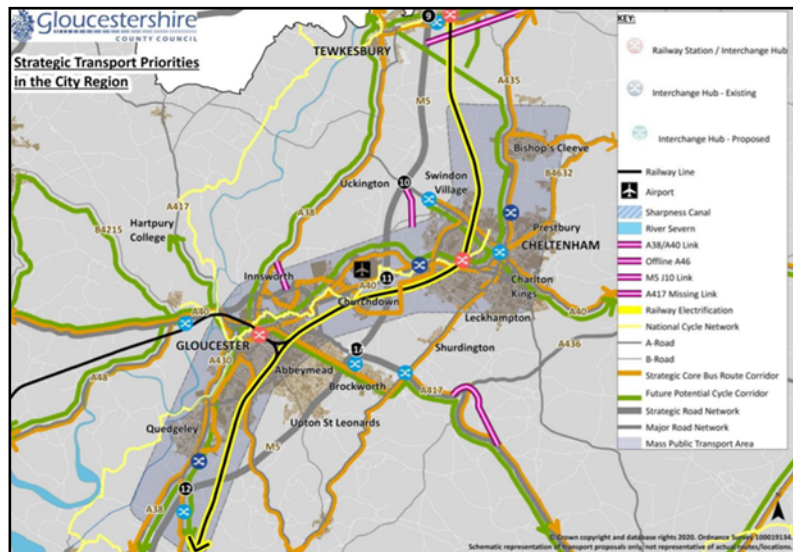 Gloucestershire
COUNTY COUNCIL
Strategic Transport Priorities
in the City Region
TEWKESBURY
9
M5
A435
Bishop's Cleeve
B4632
10
Swindon
Village
Uckington
A417
A38
B4215
Hartpury
College
Prestbury
CHELTENHAM
Innsworth
11
A40
Churchdown
Charlton
Kings
A40
A40
Leckhampton
GLOUCESTER
A430
Shurdington
A436
A48
Abbeymead
Brockworth
A417
Quedgeley
Upton St Leonards
M5
12
A38
KEY:
Railway Station / Interchange Hub
Interchange Hub - Existing
Interchange Hub - Proposed
Railway Line
Airport
Sharpness Canal
River Severn
A38/A40 Link
Offline A46
M5 J10 Link
A417 Missing Link
Railway Electrification
National Cycle Network
A-Road
B-Road
Strategic Core Bus Route Corridor
Future Potential Cycle Corridor
Strategic Road Network
Major Road Network
Mass Public Transport Area
N
© Crown copyright and database rights 2020. Ordnance Survey 100019134.
Schematic representation of transport proposals only, not representative of actual routes/locations.